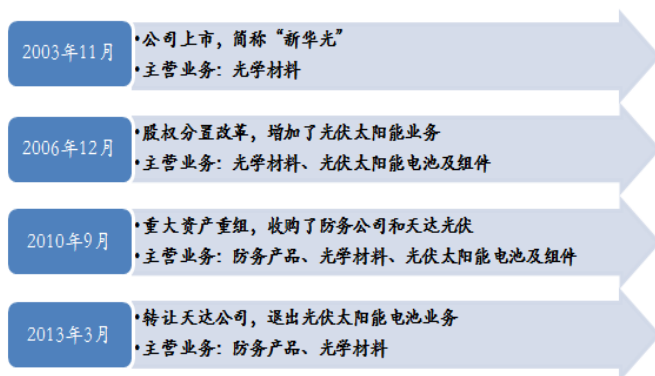 2003年11月
•公司上市，简称“新华光”
•主营业务：光学材料
2006年12月
•股权分置改革，增加了光伏太阳能业务
•主营业务：光学材料、光伏太阳能电池及组件
2010年9月
•重大资产重组，收购了防务公司和天达光伏
•主营业务：防务产品、光学材料、光伏太阳能电池及组件
2013年3月
•转让天达公司，退出光伏太阳能电池业务
•主营业务：防务产品、光学材料